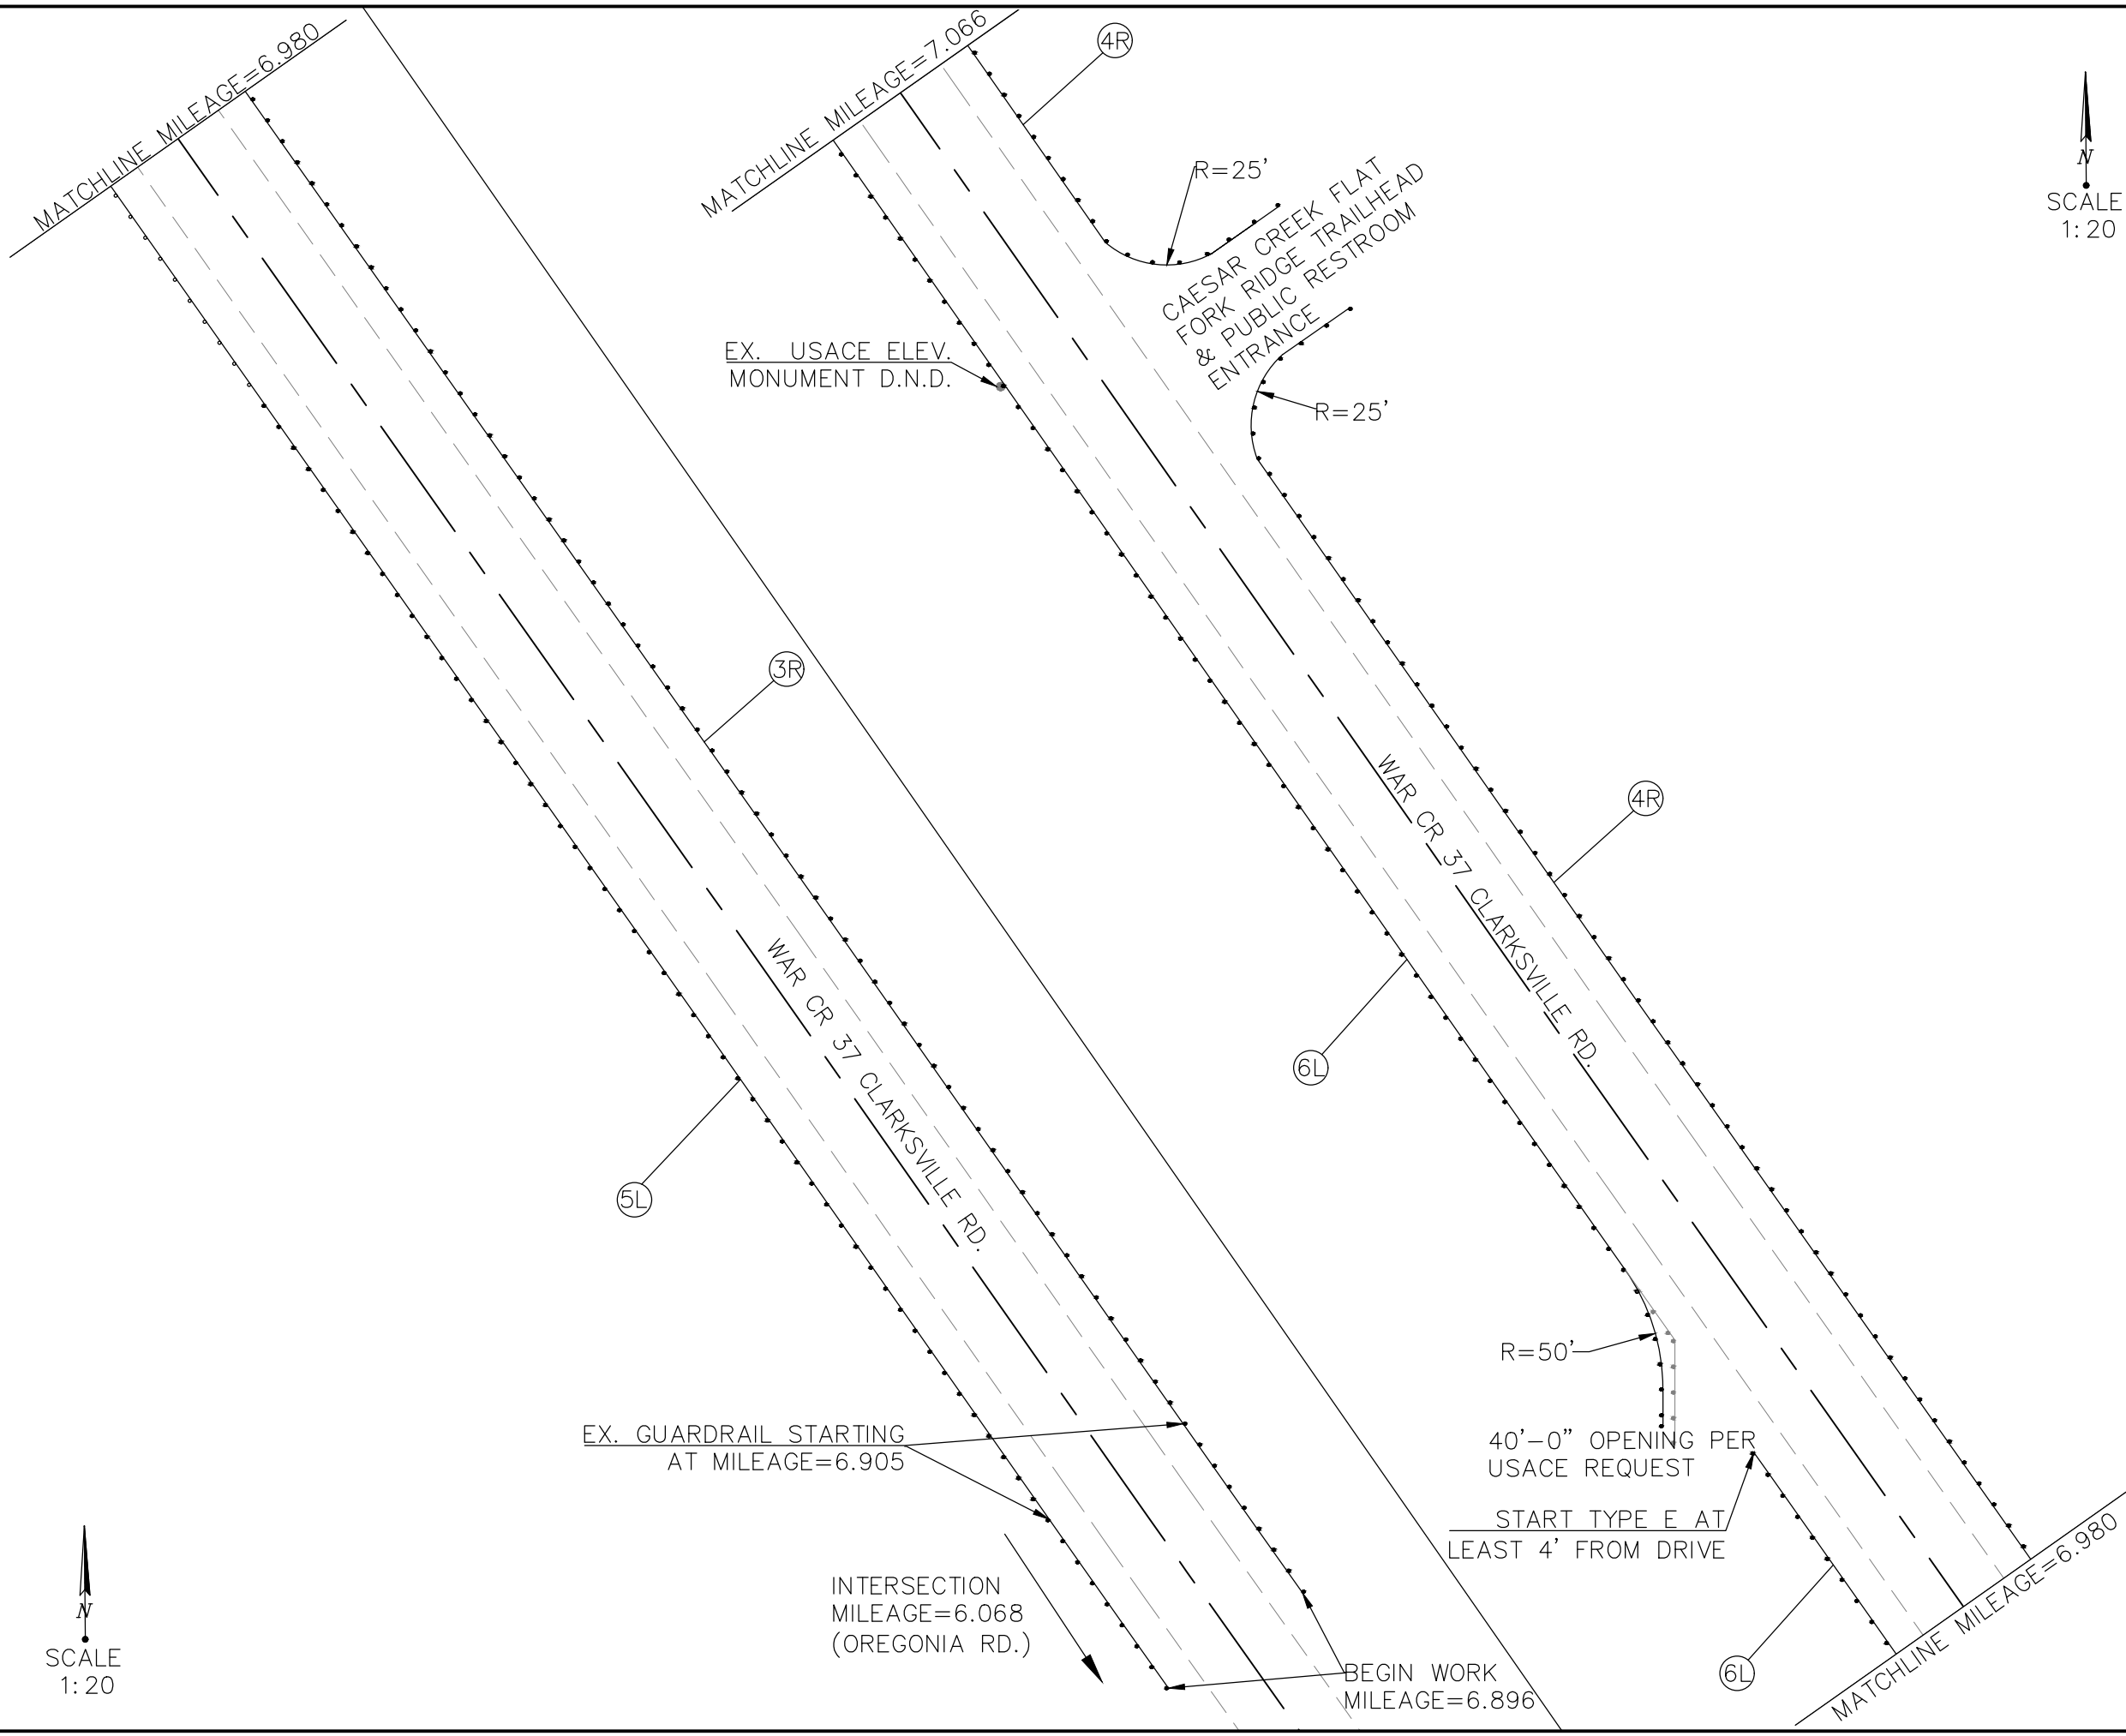 MATCHLINE MILEAGE=6.980
3R
WAR CR 37 CLARKSVILLE RD.
5L
EX. GUARDRAIL STARTING
AT MILEAGE=6.905
INTERSECTION
MILEAGE=6.068
(OREGONIA RD.)
BEGIN WORK
MILEAGE=6.896
N
SCALE
1:20
MATCHLINE MILEAGE=7.066
4R
R=25'
CAESAR CREEK FLAT
FORK RIDGE TRAILHEAD
& PUBLIC RESTROOM
ENTRANCE
R=25'
EX. USACE ELEV.
MONUMENT D.N.D.
N
SCALE
1:20
WAR CR 37 CLARKSVILLE RD.
4R
6L
R=50'
40'-0" OPENING PER
USACE REQUEST
START TYPE E AT
LEAST 4' FROM DRIVE
6L
MATCHLINE MILEAGE=6.980